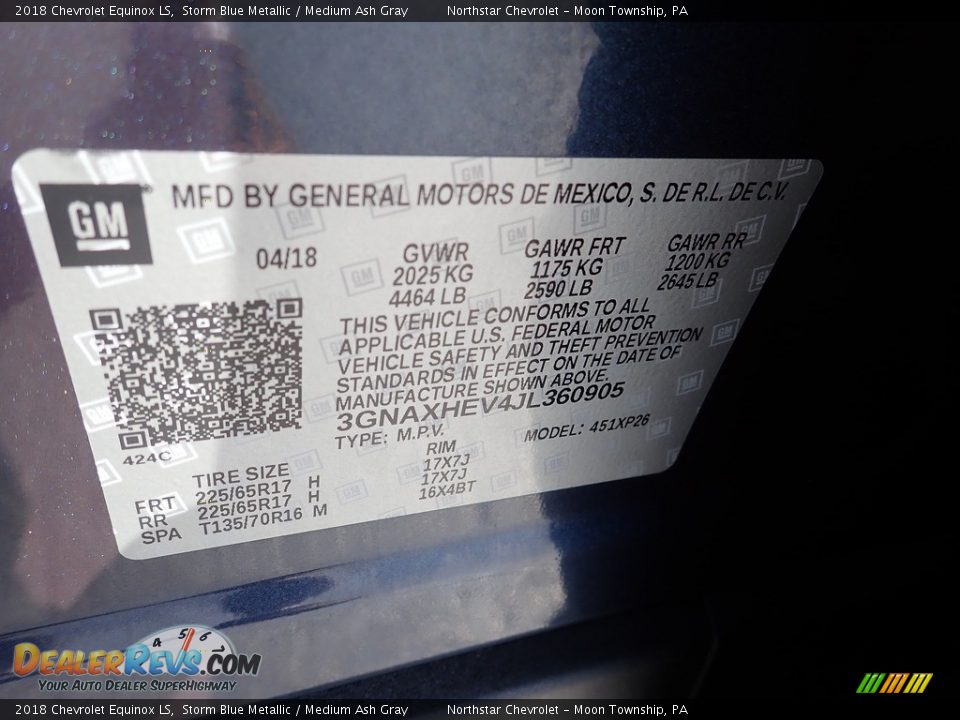 2018 Chevrolet Equinox LS, Storm Blue Metallic / Medium Ash Gray Northstar Chevrolet – Moon Township, PA
GM MFD BY GENERAL MOTORS DE MEXICO, S. DE R.L. DE C.V.
04/18 GVWR GAWR FRT GAWR RR
2025 KG 1175 KG 1200 KG
4464 LB 2590 LB 2645 LB
THIS VEHICLE CONFORMS TO ALL
APPLICABLE U.S. FEDERAL MOTOR
VEHICLE SAFETY AND THEFT PREVENTION
STANDARDS IN EFFECT ON THE DATE OF
MANUFACTURE SHOWN ABOVE.
3GNAXHEV4JL360905
424C TYPE: M.P.V. MODEL: 451XP26
TIRE SIZE RIM
FRT 225/65R17 H 17X7J
RR 225/65R17 H 17X7J
SPA T135/70R16 M 16X4BT
4 5 6
DealerRevs.com
Your Auto Dealer SuperHighway
2018 Chevrolet Equinox LS, Storm Blue Metallic / Medium Ash Gray Northstar Chevrolet – Moon Township, PA